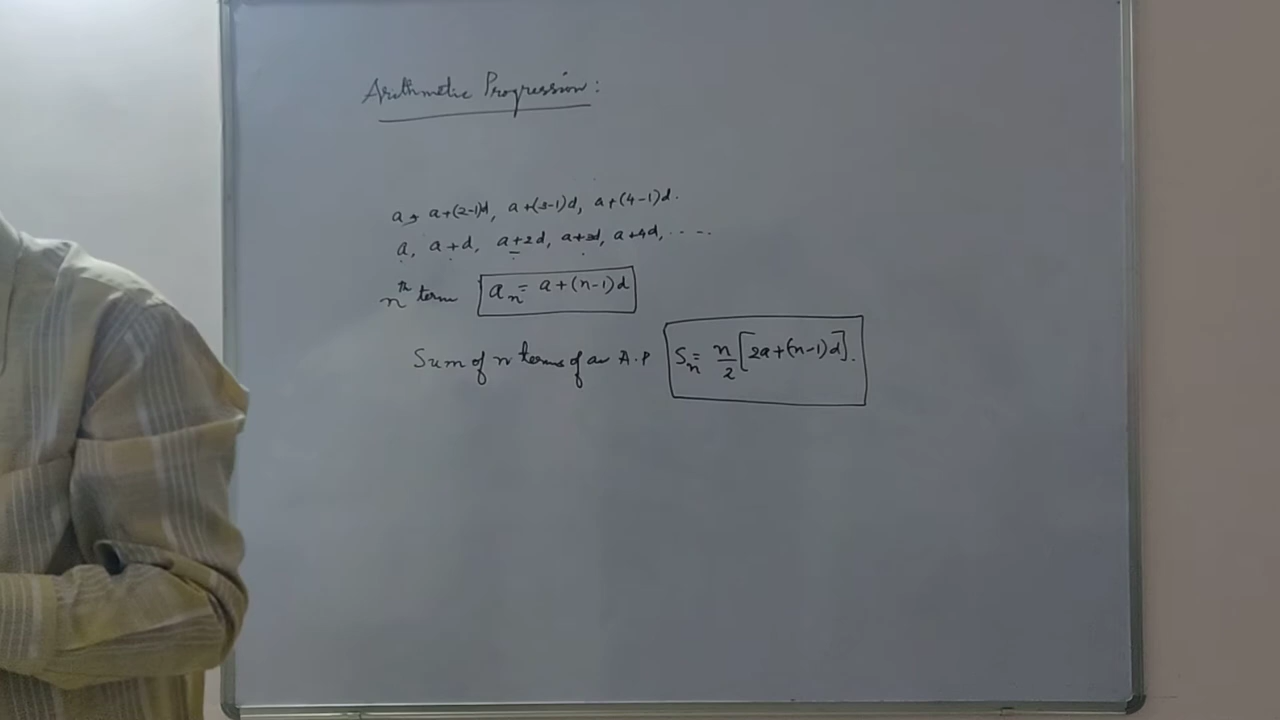 Arithmetic Progression:
a, a+(2-1)d, a+(3-1)d, a+(4-1)d.
a, a+d, a+2d, a+3d, a+4d, .....
nᵗʰ term aₙ = a+(n-1)d
Sum of n terms of an A.P Sₙ = n/2 [2a+(n-1)d].